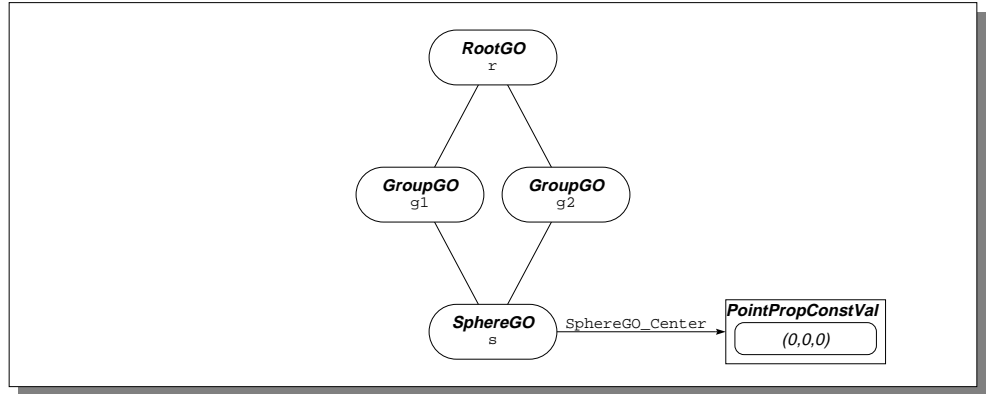 RootGO
r
GroupGO
g1
GroupGO
g2
SphereGO
s
SphereGO_Center
PointPropConstVal
(0,0,0)